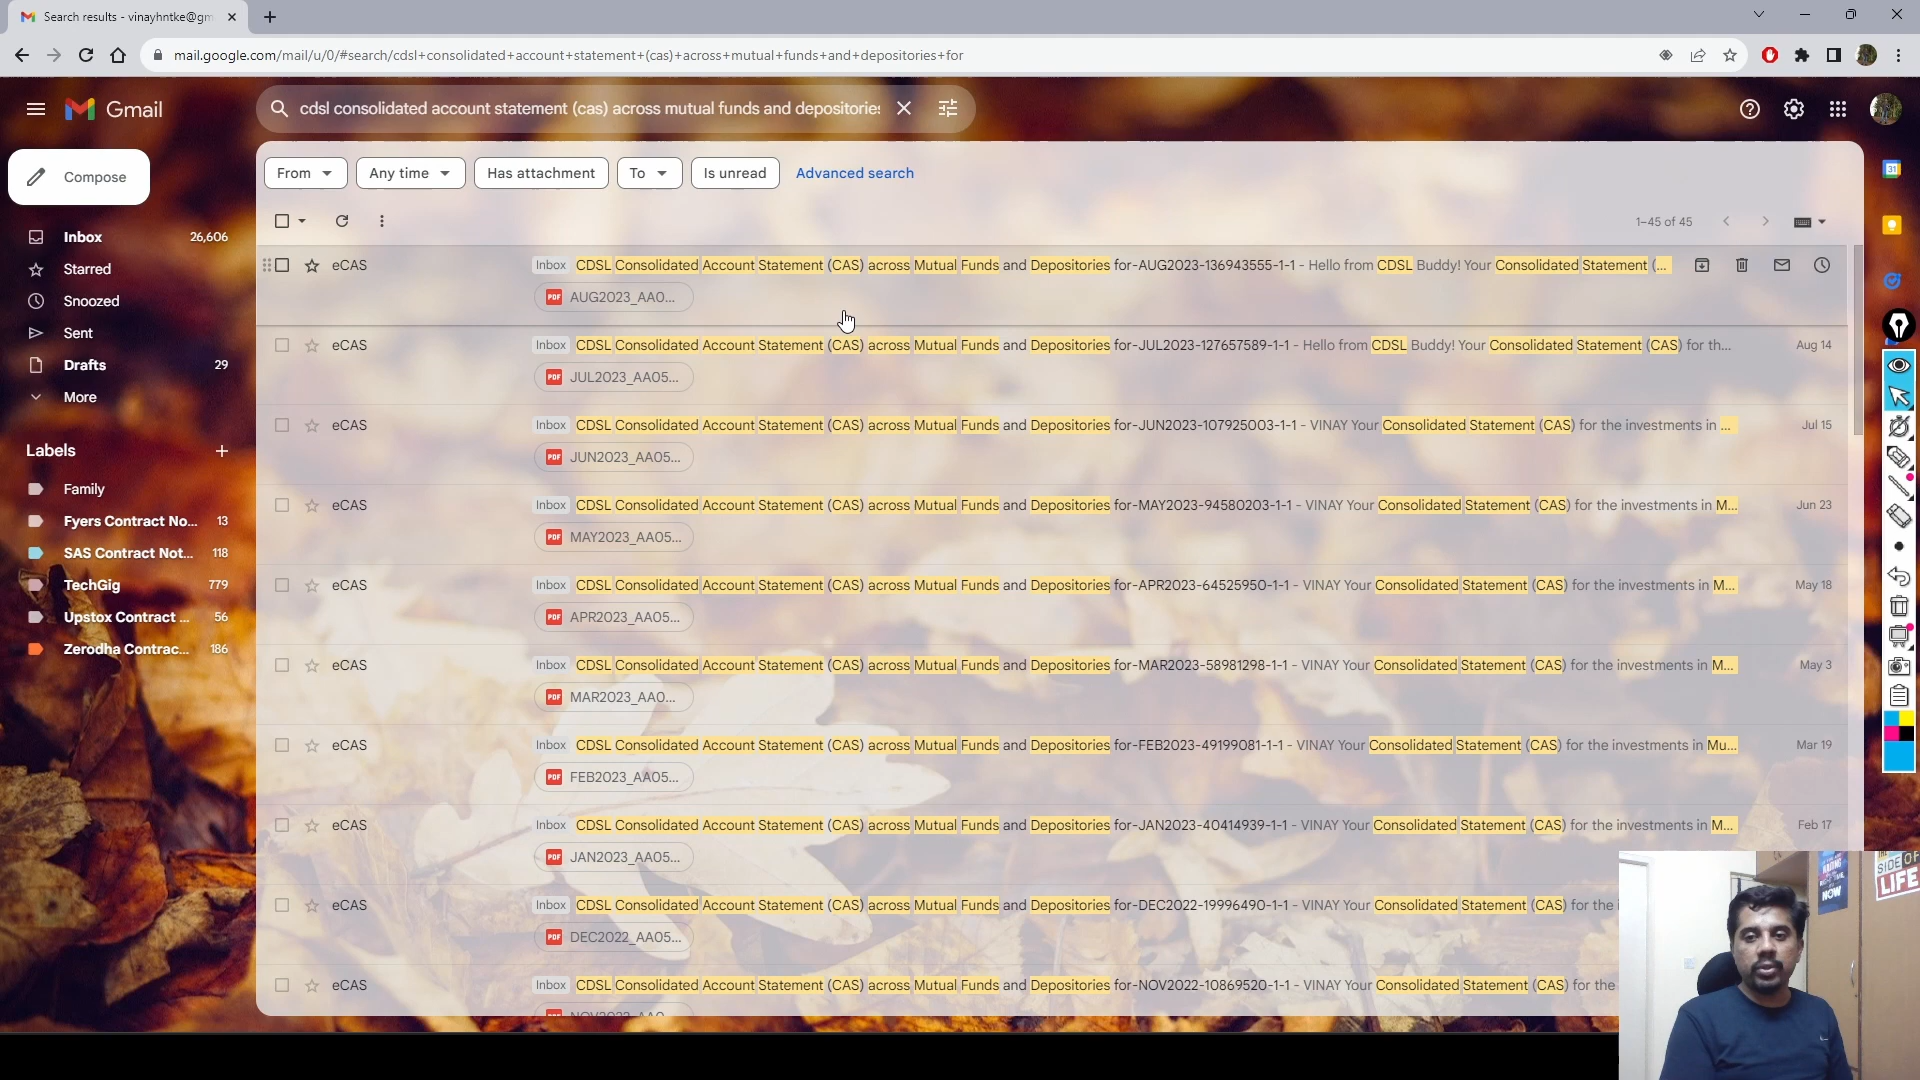 Search results - vinayhntke@gm
mail.google.com/mail/u/0/#search/cdsl+consolidated+account+statement+(cas)+across+mutual+funds+and+depositories+for
Gmail
cdsl consolidated account statement (cas) across mutual funds and depositories
Compose
Inbox 26,606
Starred
Snoozed
Sent
Drafts 29
More
Labels +
Family
Fyers Contract No... 13
SAS Contract Not... 118
TechGig 779
Upstox Contract ... 56
Zerodha Contrac... 186
From Any time Has attachment To Is unread Advanced search
1–45 of 45
eCAS Inbox CDSL Consolidated Account Statement (CAS) across Mutual Funds and Depositories for-AUG2023-136943555-1-1 - Hello from CDSL Buddy! Your Consolidated Statement (...
PDF AUG2023_AA0...
eCAS Inbox CDSL Consolidated Account Statement (CAS) across Mutual Funds and Depositories for-JUL2023-127657589-1-1 - Hello from CDSL Buddy! Your Consolidated Statement (CAS) for th... Aug 14
PDF JUL2023_AA05...
eCAS Inbox CDSL Consolidated Account Statement (CAS) across Mutual Funds and Depositories for-JUN2023-107925003-1-1 - VINAY Your Consolidated Statement (CAS) for the investments in ... Jul 15
PDF JUN2023_AA05...
eCAS Inbox CDSL Consolidated Account Statement (CAS) across Mutual Funds and Depositories for-MAY2023-94580203-1-1 - VINAY Your Consolidated Statement (CAS) for the investments in M... Jun 23
PDF MAY2023_AA05...
eCAS Inbox CDSL Consolidated Account Statement (CAS) across Mutual Funds and Depositories for-APR2023-64525950-1-1 - VINAY Your Consolidated Statement (CAS) for the investments in M... May 18
PDF APR2023_AA05...
eCAS Inbox CDSL Consolidated Account Statement (CAS) across Mutual Funds and Depositories for-MAR2023-58981298-1-1 - VINAY Your Consolidated Statement (CAS) for the investments in M... May 3
PDF MAR2023_AA0...
eCAS Inbox CDSL Consolidated Account Statement (CAS) across Mutual Funds and Depositories for-FEB2023-49199081-1-1 - VINAY Your Consolidated Statement (CAS) for the investments in Mu... Mar 19
PDF FEB2023_AA05...
eCAS Inbox CDSL Consolidated Account Statement (CAS) across Mutual Funds and Depositories for-JAN2023-40414939-1-1 - VINAY Your Consolidated Statement (CAS) for the investments in M... Feb 17
PDF JAN2023_AA05...
eCAS Inbox CDSL Consolidated Account Statement (CAS) across Mutual Funds and Depositories for-DEC2022-19996490-1-1 - VINAY Your Consolidated Statement (CAS) for the
PDF DEC2022_AA05...
eCAS Inbox CDSL Consolidated Account Statement (CAS) across Mutual Funds and Depositories for-NOV2022-10869520-1-1 - VINAY Your Consolidated Statement (CAS) for the
31
NOW
SIDE OF
LIFE